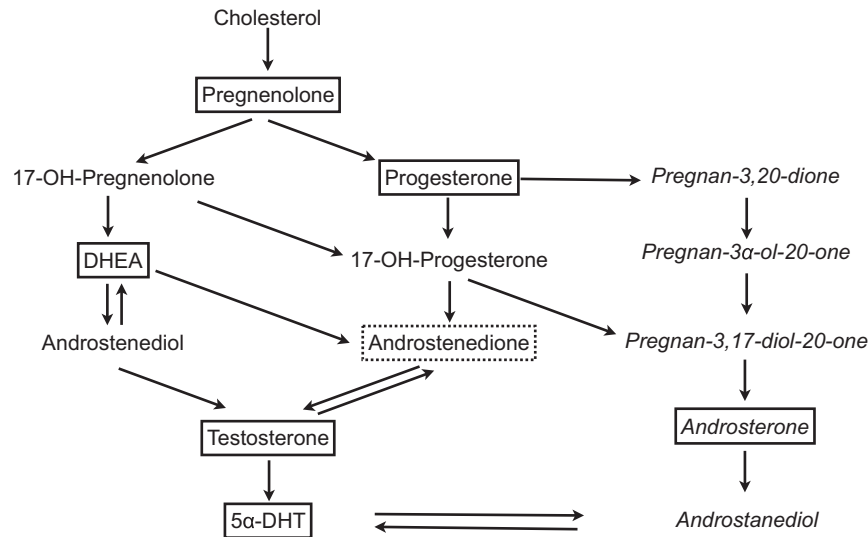 Cholesterol
Pregnenolone
17-OH-Pregnenolone
Progesterone
Pregnan-3,20-dione
DHEA
17-OH-Progesterone
Pregnan-3α-ol-20-one
Androstenediol
Androstenedione
Pregnan-3,17-diol-20-one
Testosterone
Androsterone
5α-DHT
Androstanediol